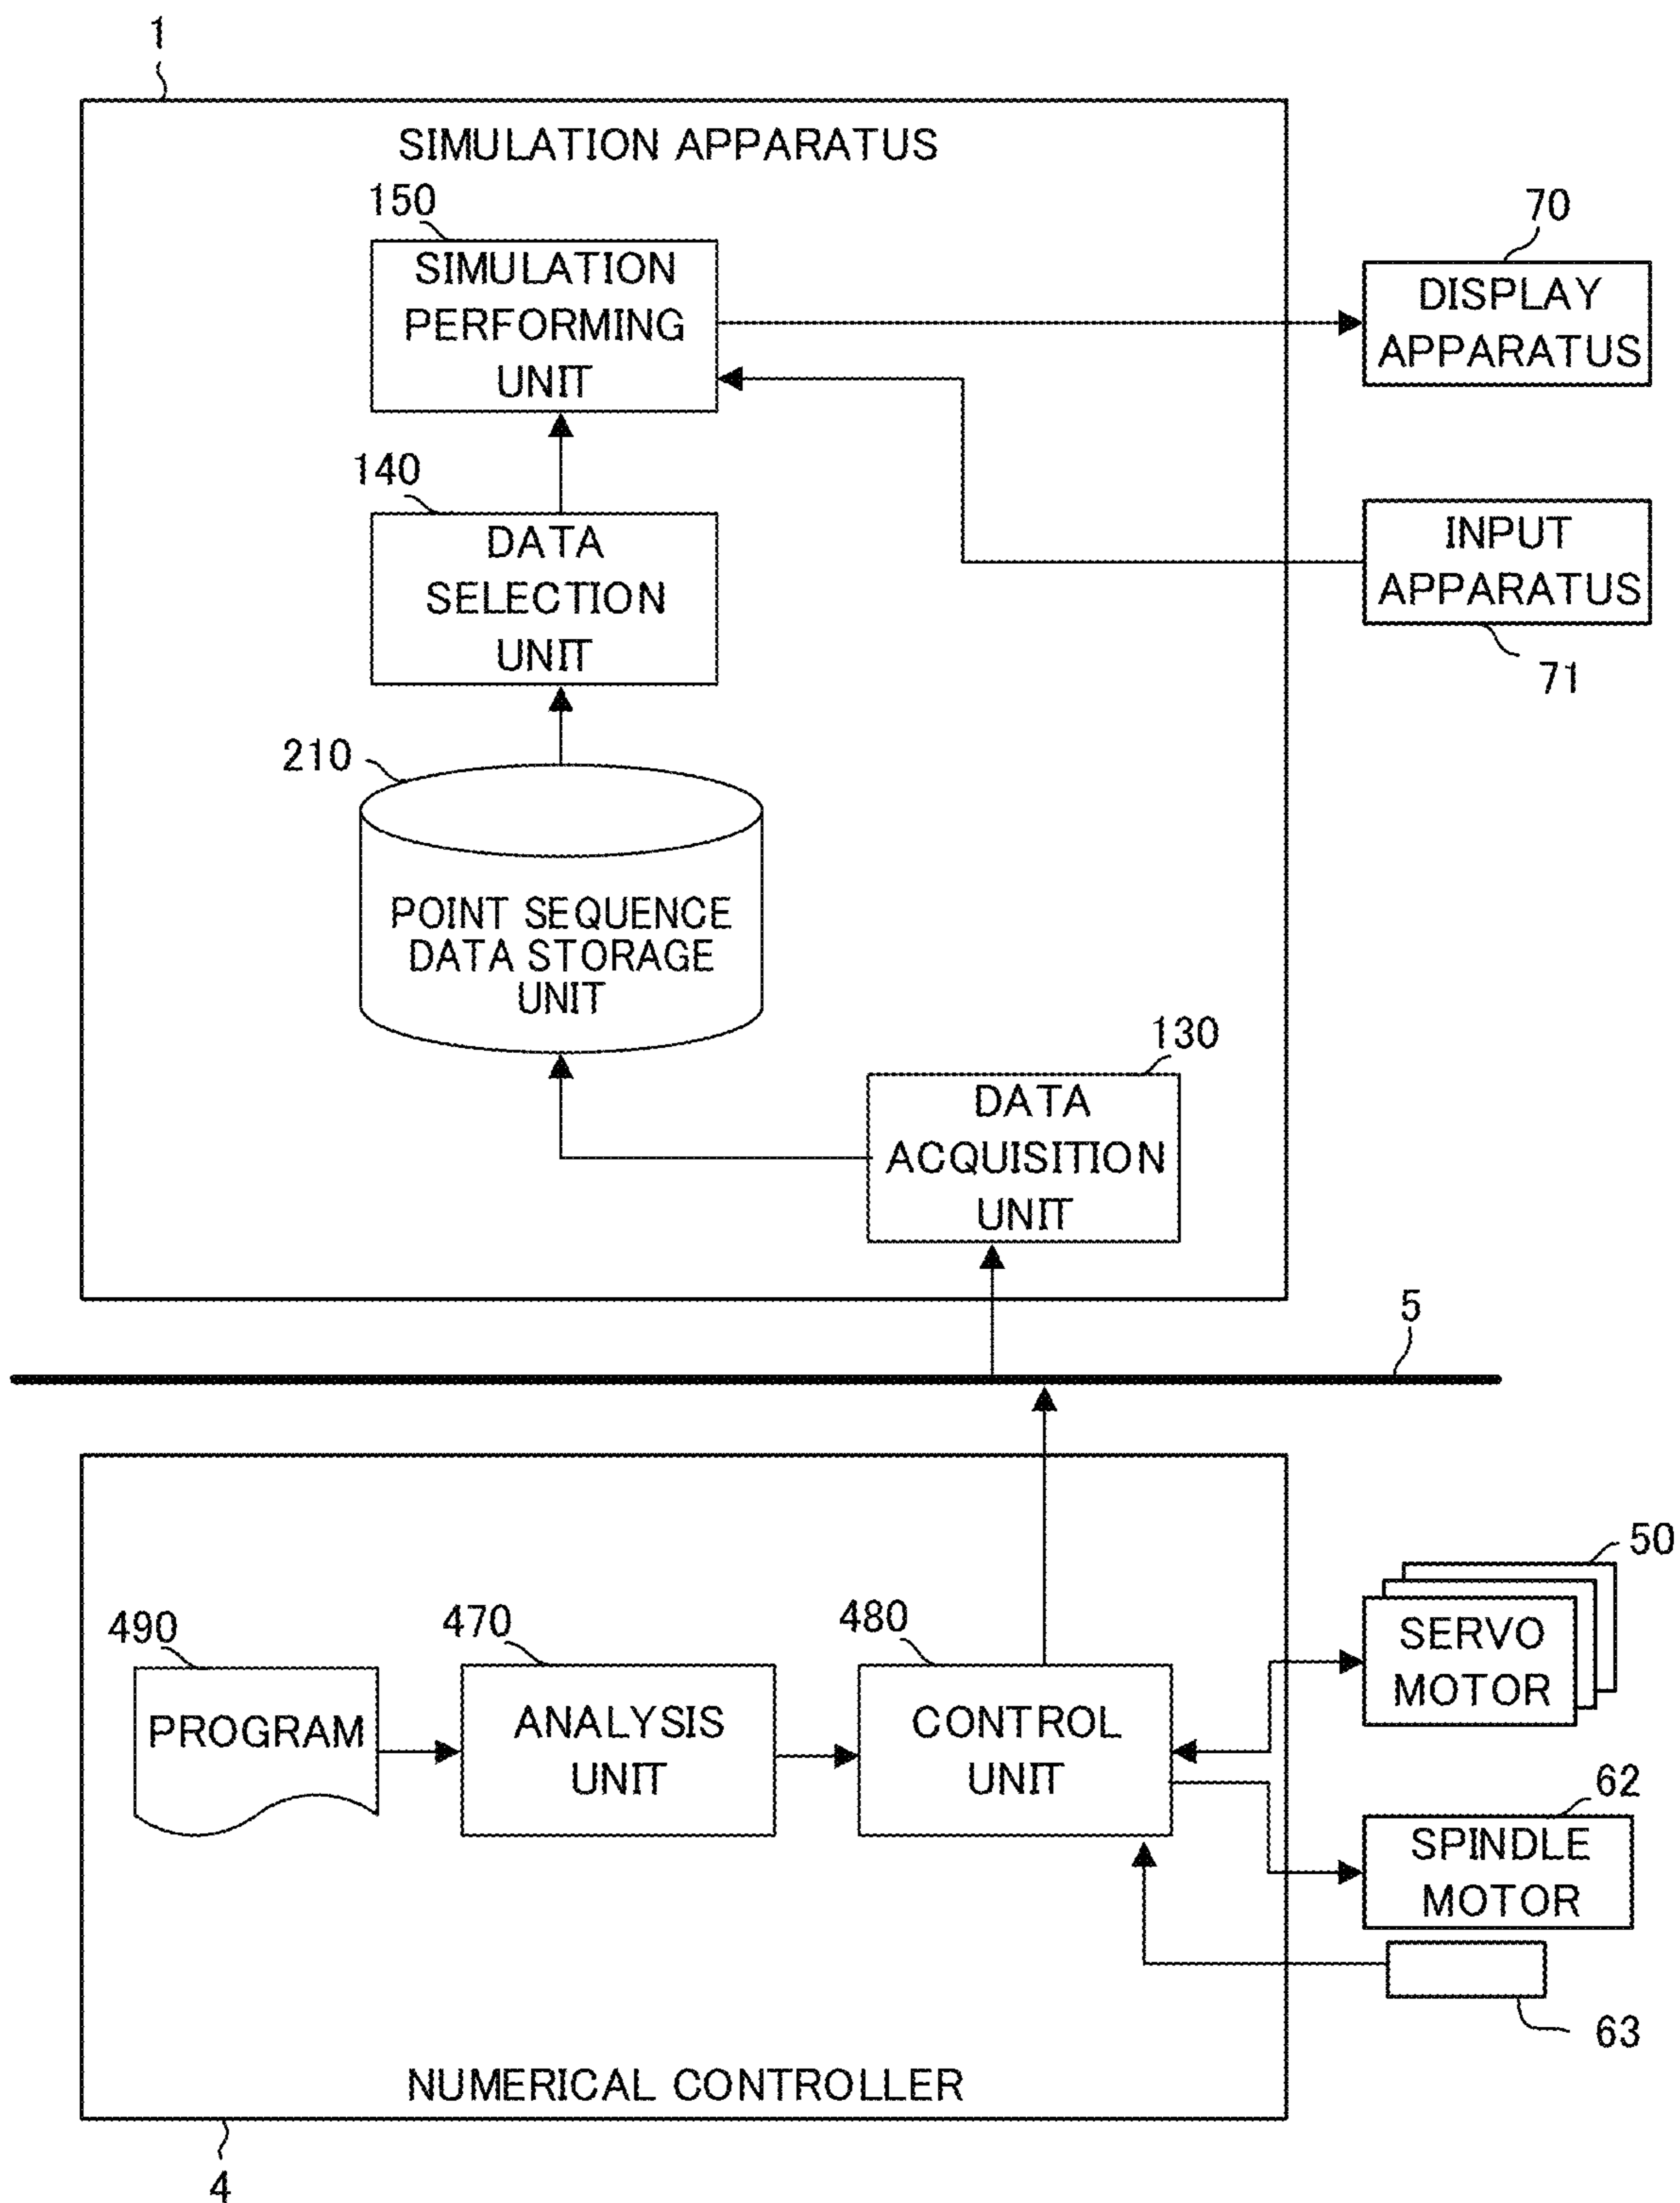 1
SIMULATION APPARATUS
150
SIMULATION
PERFORMING
UNIT
70
DISPLAY
APPARATUS
140
DATA
SELECTION
UNIT
INPUT
APPARATUS
71
210
POINT SEQUENCE
DATA STORAGE
UNIT
130
DATA
ACQUISITION
UNIT
5
50
SERVO
MOTOR
490
PROGRAM
470
ANALYSIS
UNIT
480
CONTROL
UNIT
62
SPINDLE
MOTOR
63
NUMERICAL CONTROLLER
4